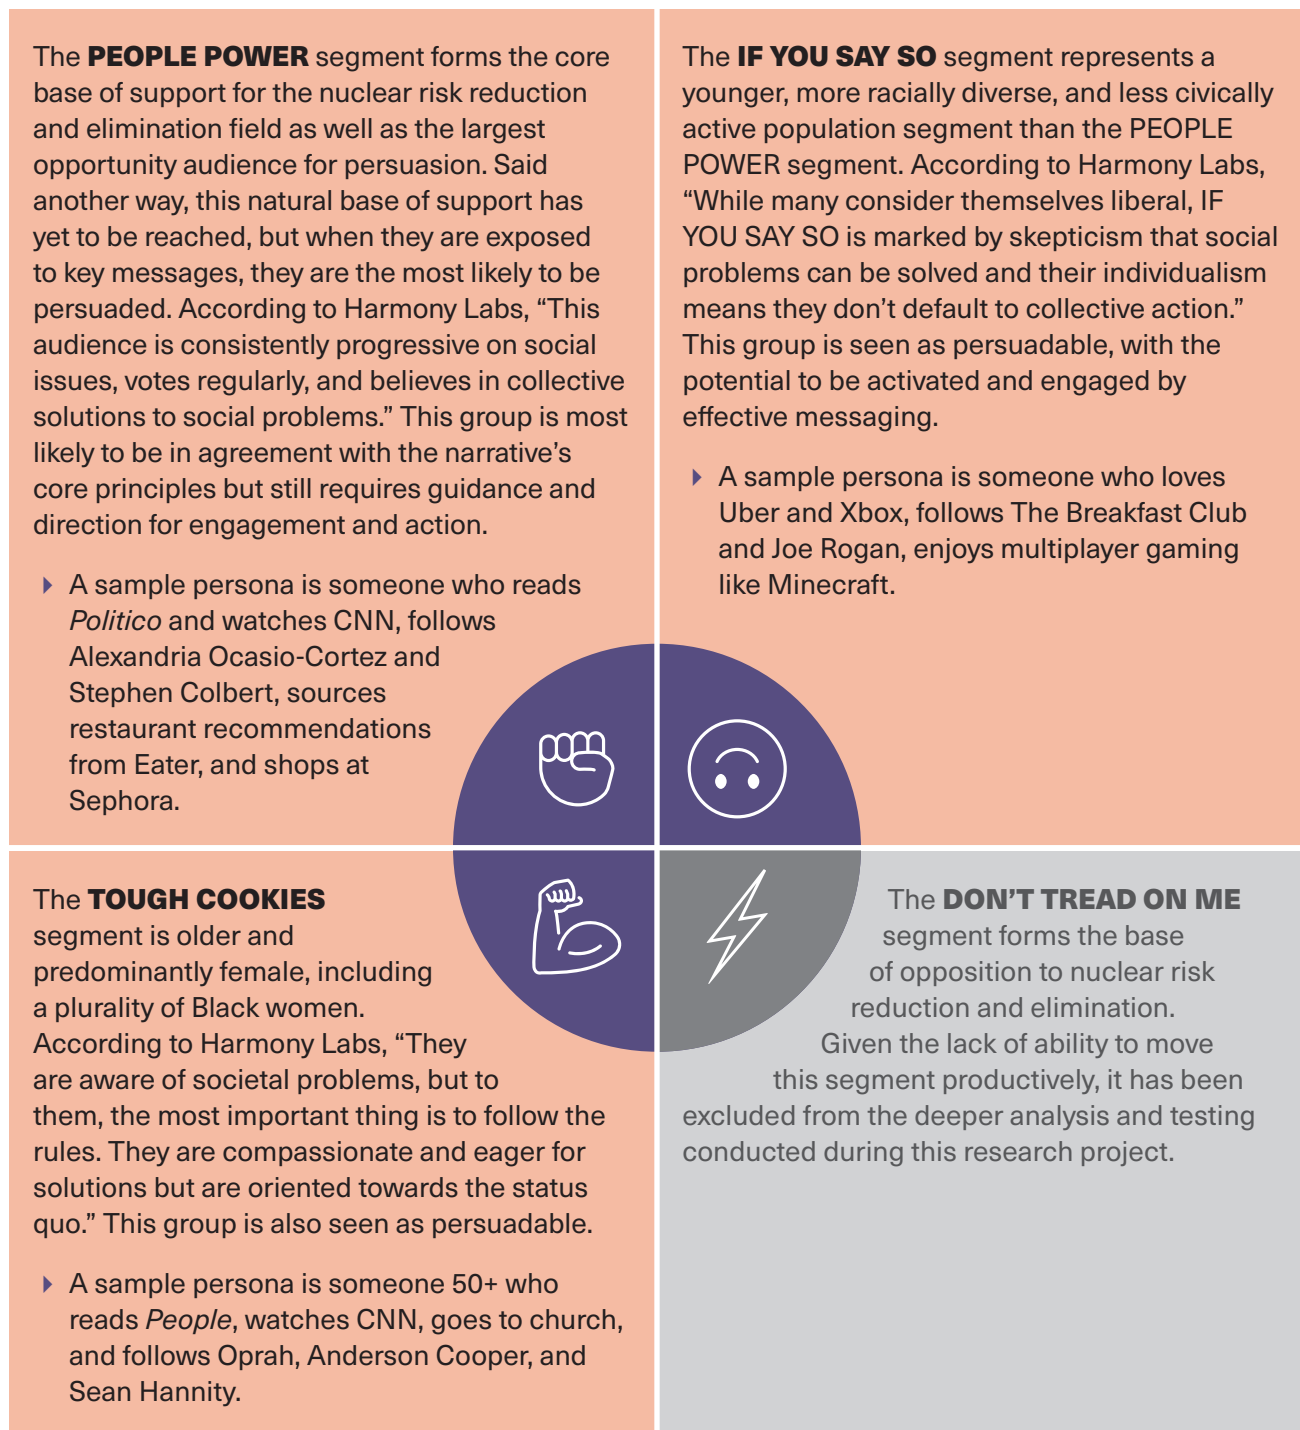 The PEOPLE POWER segment forms the core
base of support for the nuclear risk reduction
and elimination field as well as the largest
opportunity audience for persuasion. Said
another way, this natural base of support has
yet to be reached, but when they are exposed
to key messages, they are the most likely to be
persuaded. According to Harmony Labs, “This
audience is consistently progressive on social
issues, votes regularly, and believes in collective
solutions to social problems.” This group is most
likely to be in agreement with the narrative’s
core principles but still requires guidance and
direction for engagement and action.
A sample persona is someone who reads
Politico and watches CNN, follows
Alexandria Ocasio-Cortez and
Stephen Colbert, sources
restaurant recommendations
from Eater, and shops at
Sephora.
The IF YOU SAY SO segment represents a
younger, more racially diverse, and less civically
active population segment than the PEOPLE
POWER segment. According to Harmony Labs,
“While many consider themselves liberal, IF
YOU SAY SO is marked by skepticism that social
problems can be solved and their individualism
means they don’t default to collective action.”
This group is seen as persuadable, with the
potential to be activated and engaged by
effective messaging.
A sample persona is someone who loves
Uber and Xbox, follows The Breakfast Club
and Joe Rogan, enjoys multiplayer gaming
like Minecraft.
The TOUGH COOKIES
segment is older and
predominantly female, including
a plurality of Black women.
According to Harmony Labs, “They
are aware of societal problems, but to
them, the most important thing is to follow the
rules. They are compassionate and eager for
solutions but are oriented towards the status
quo.” This group is also seen as persuadable.
A sample persona is someone 50+ who
reads People, watches CNN, goes to church,
and follows Oprah, Anderson Cooper, and
Sean Hannity.
The DON’T TREAD ON ME
segment forms the base
of opposition to nuclear risk
reduction and elimination.
Given the lack of ability to move
this segment productively, it has been
excluded from the deeper analysis and testing
conducted during this research project.